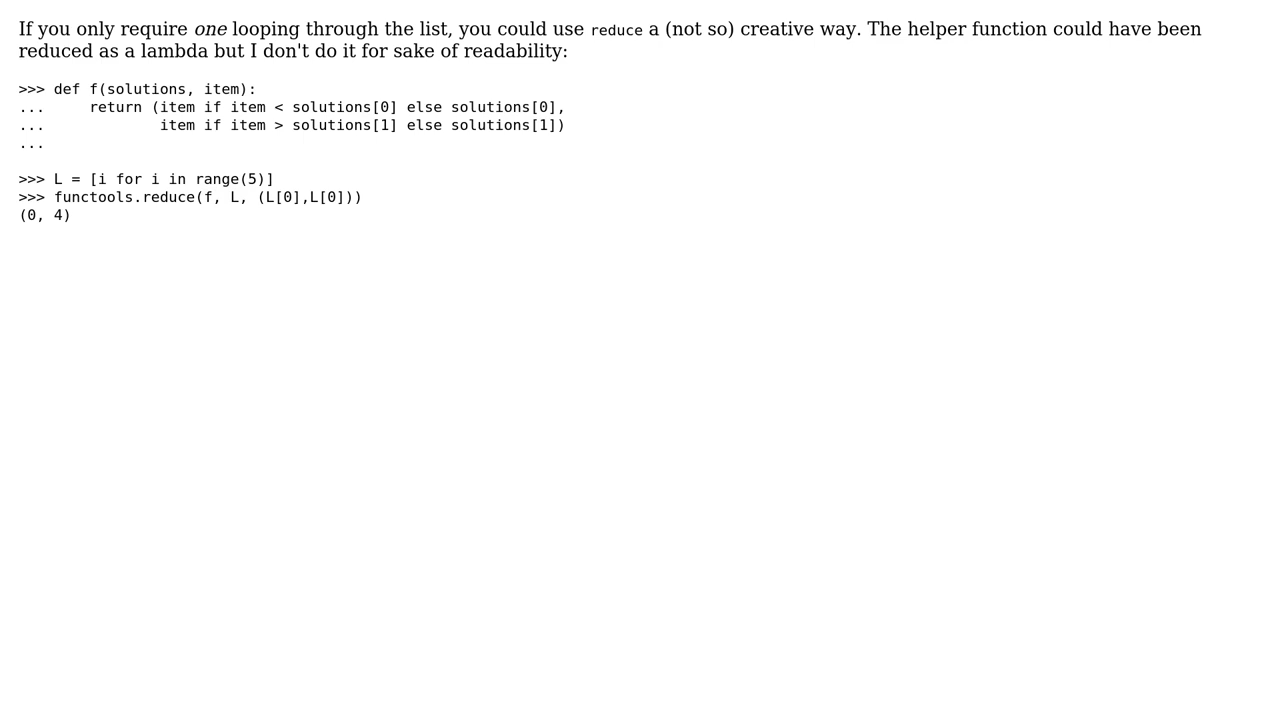 If you only require one looping through the list, you could use reduce a (not so) creative way. The helper function could have been
reduced as a lambda but I don't do it for sake of readability:
>>> def f(solutions, item):
...     return (item if item < solutions[0] else solutions[0],
...             item if item > solutions[1] else solutions[1])
...
>>> L = [i for i in range(5)]
>>> functools.reduce(f, L, (L[0],L[0]))
(0, 4)